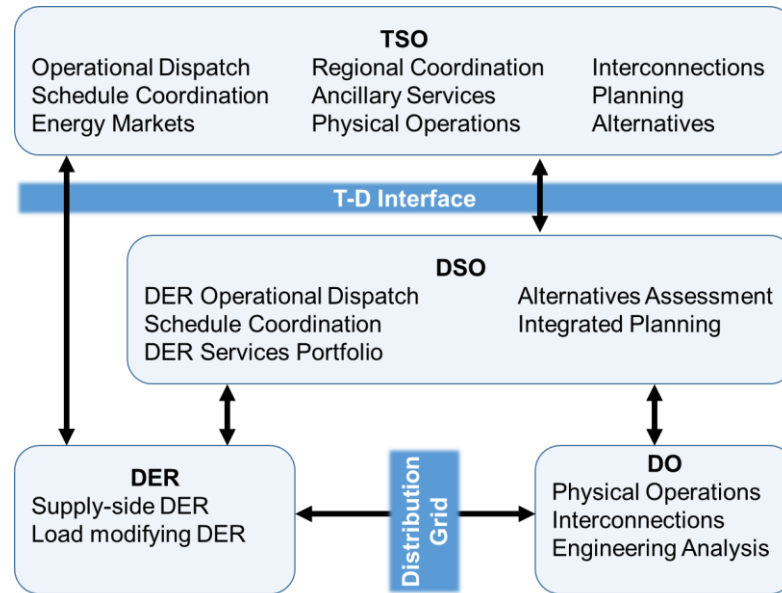 TSO
Operational Dispatch
Schedule Coordination
Energy Markets
Regional Coordination
Ancillary Services
Physical Operations
Interconnections
Planning
Alternatives
T-D Interface
DSO
DER Operational Dispatch
Schedule Coordination
DER Services Portfolio
Alternatives Assessment
Integrated Planning
DER
Supply-side DER
Load modifying DER
Distribution
Grid
DO
Physical Operations
Interconnections
Engineering Analysis